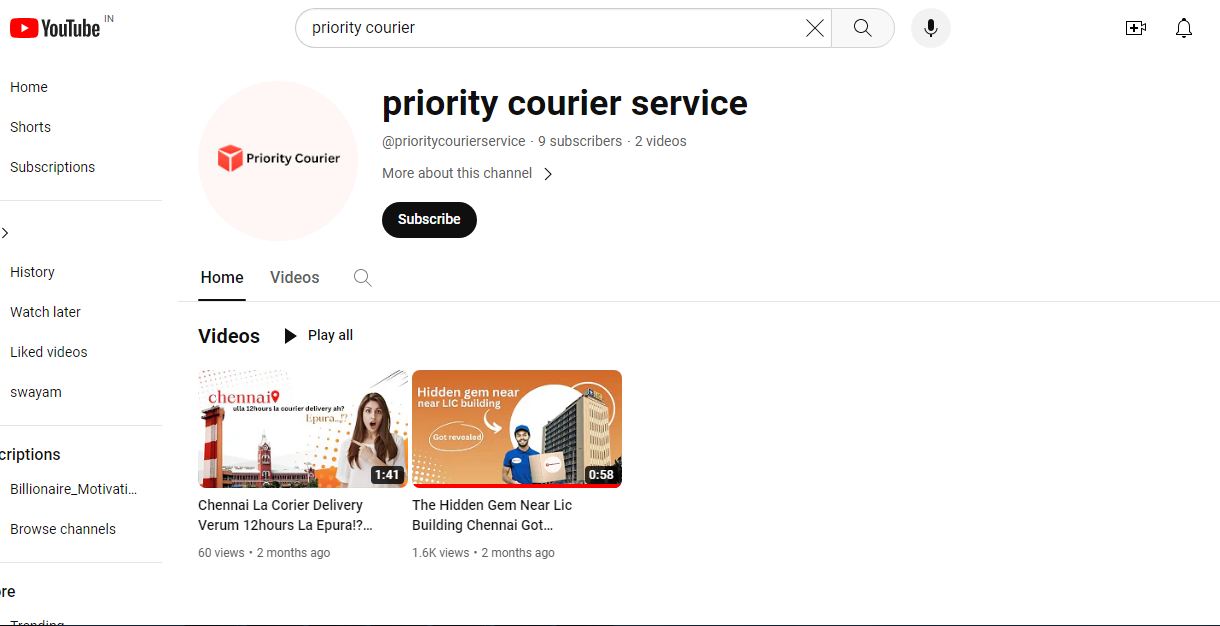 YouTube IN
priority courier
Home
Shorts
Subscriptions
History
Watch later
Liked videos
swayam
criptions
Billionaire_Motivati...
Browse channels
ore
Trending
Priority Courier
priority courier service
@prioritycourierservice · 9 subscribers · 2 videos
More about this channel
Subscribe
Home Videos
Videos Play all
chennai
ulla 12hours la courier delivery ah?
Epura..!?
1:41
Chennai La Corier Delivery
Verum 12hours La Epura!?...
60 views • 2 months ago
Hidden gem near
near LIC building
Got revealed
0:58
The Hidden Gem Near Lic
Building Chennai Got...
1.6K views • 2 months ago